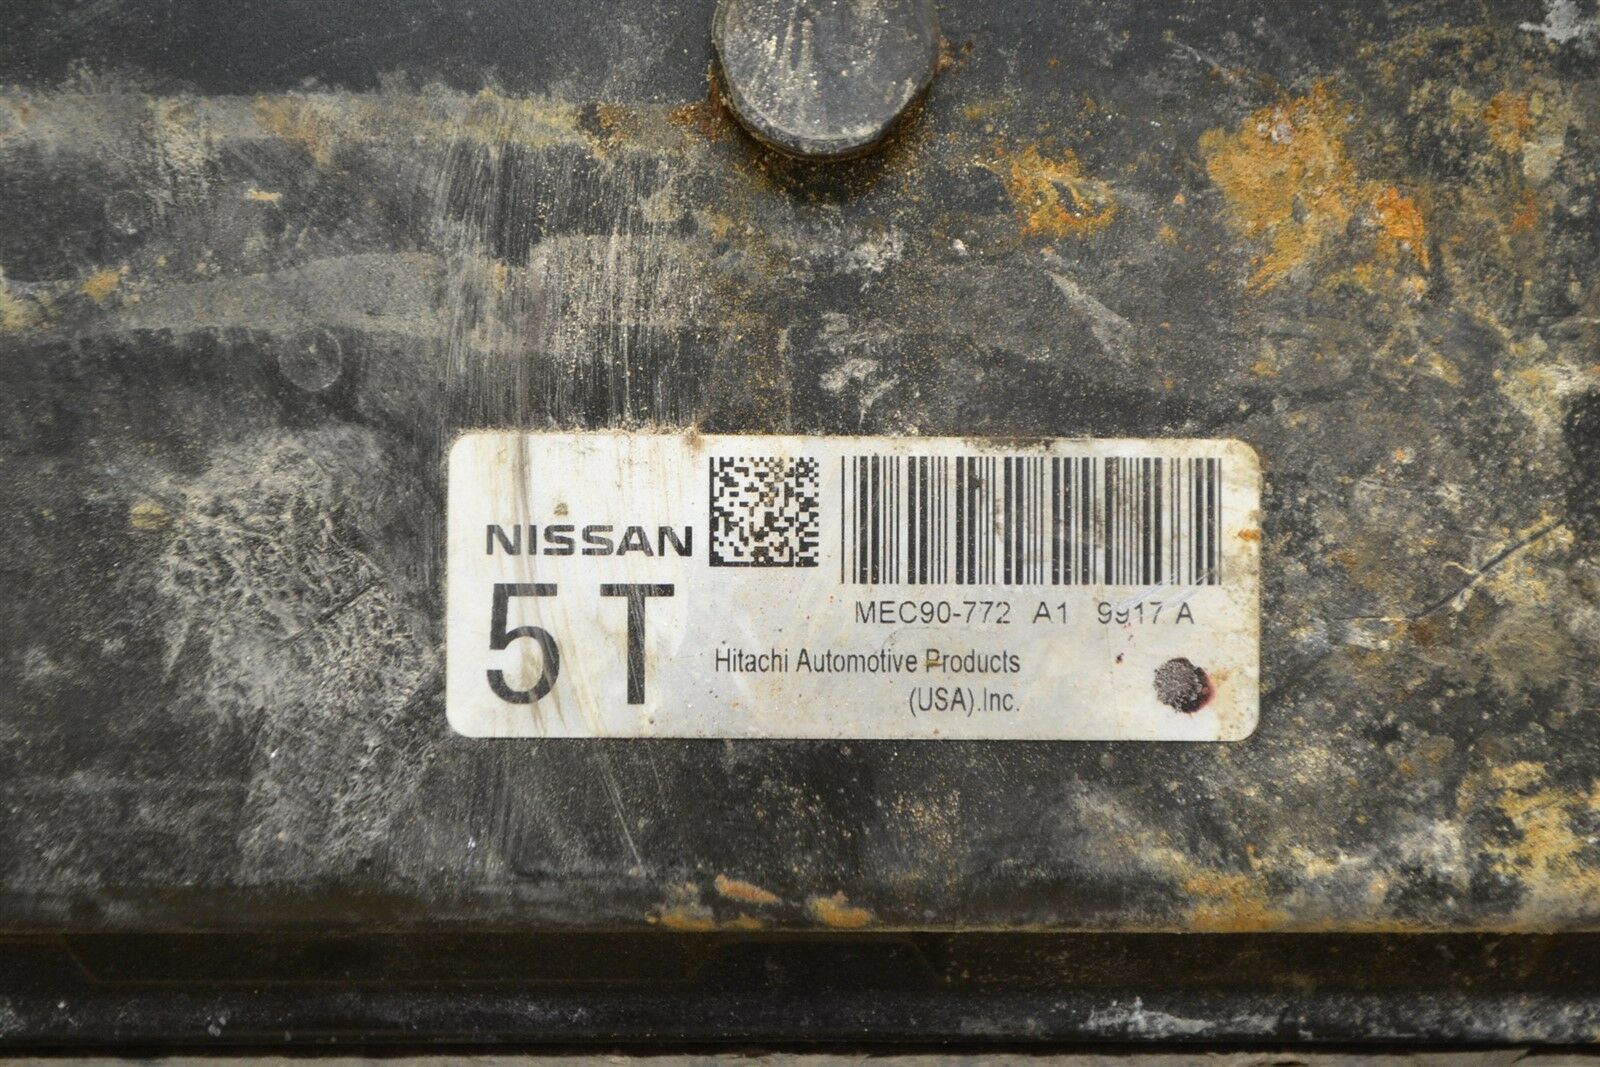 NISSAN
5T
MEC90-772 A1 9917 A
Hitachi Automotive Products
(USA).Inc.